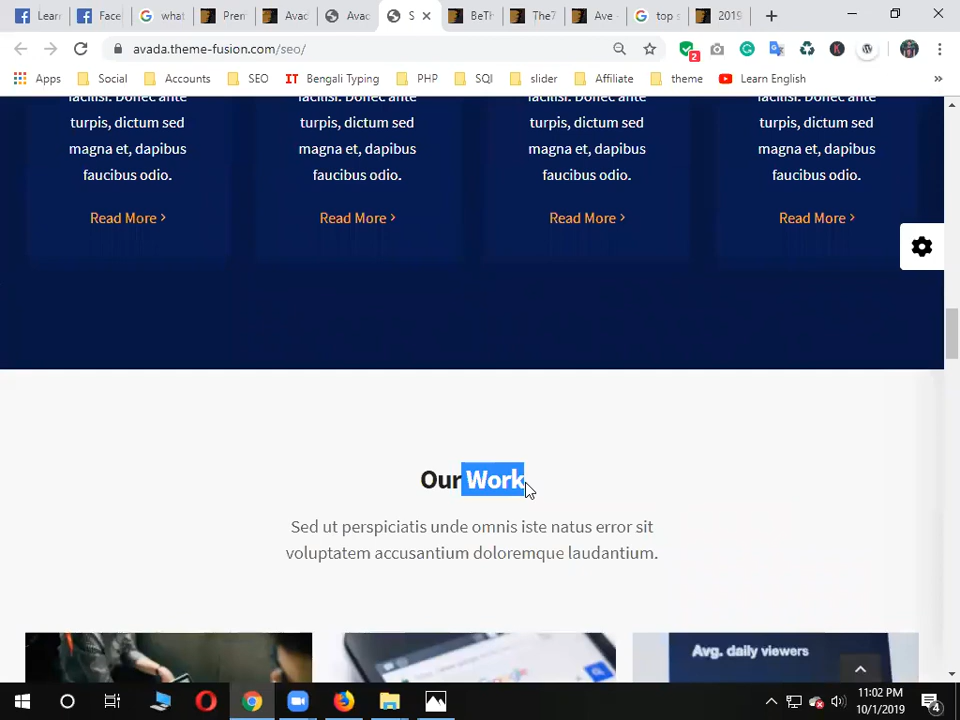 Learn
Face
what
Prem
Avad
Avac
S
BeTh
The7
Ave
top s
2019
avada.theme-fusion.com/seo/
2
K
Apps
Social
Accounts
SEO
IT Bengali Typing
PHP
SQl
slider
Affiliate
theme
Learn English
»
facilisi. Donec ante
turpis, dictum sed
magna et, dapibus
faucibus odio.
Read More >
facilisi. Donec ante
turpis, dictum sed
magna et, dapibus
faucibus odio.
Read More >
facilisi. Donec ante
turpis, dictum sed
magna et, dapibus
faucibus odio.
Read More >
facilisi. Donec ante
turpis, dictum sed
magna et, dapibus
faucibus odio.
Read More >
Our Work
Sed ut perspiciatis unde omnis iste natus error sit
voluptatem accusantium doloremque laudantium.
Avg. daily viewers
11:02 PM
10/1/2019
4